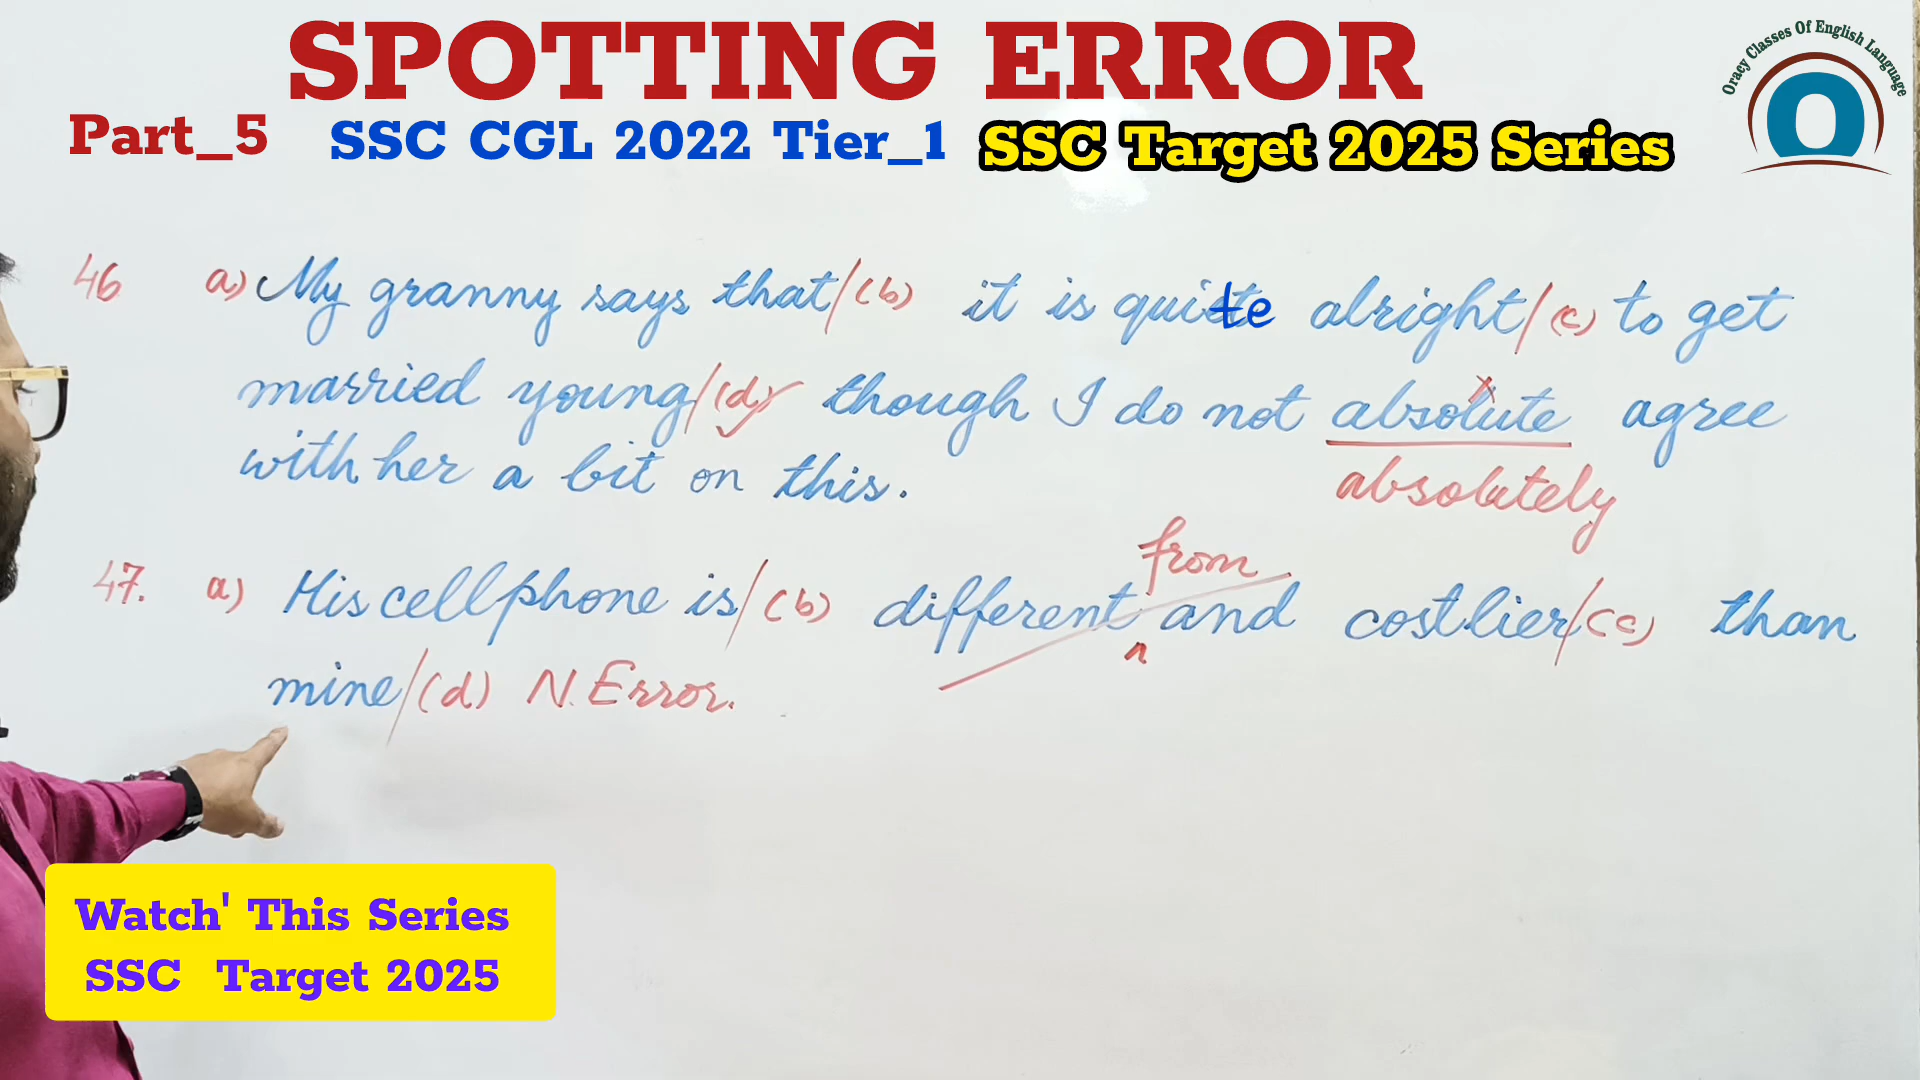 SPOTTING ERROR
Oracy Classes Of English Language
O
Part_5 SSC CGL 2022 Tier_1 SSC Target 2025 Series
46 a) My granny says that/(b) it is quite alright/(c) to get
married young/(d) though I do not absolute agree
with her a bit on this.
absolutely
from
47. a) His cellphone is/(b) different and costlier/(c) than
mine/(d) N. Error.
Watch' This Series
SSC Target 2025